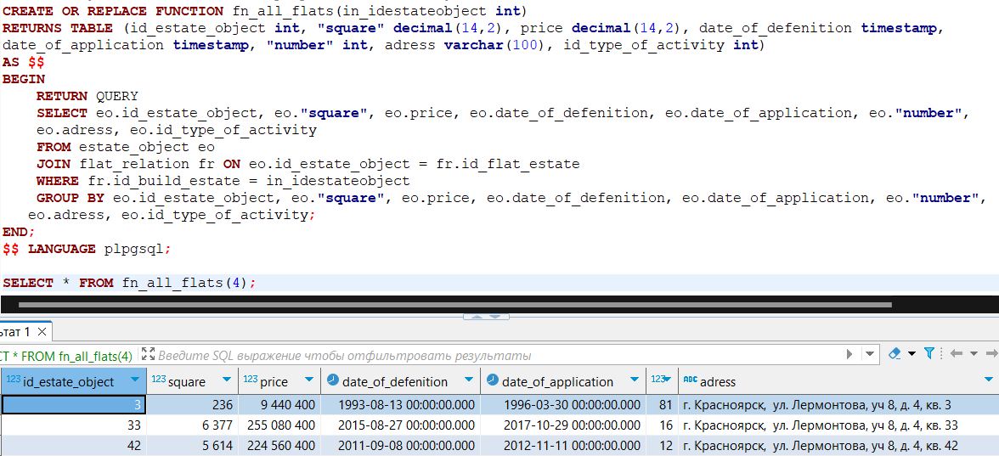 CREATE OR REPLACE FUNCTION fn_all_flats(in_idestateobject int)
RETURNS TABLE (id_estate_object int, "square" decimal(14,2), price decimal(14,2), date_of_defenition timestamp,
date_of_application timestamp, "number" int, adress varchar(100), id_type_of_activity int)
AS $$
BEGIN
RETURN QUERY
SELECT eo.id_estate_object, eo."square", eo.price, eo.date_of_defenition, eo.date_of_application, eo."number",
eo.adress, eo.id_type_of_activity
FROM estate_object eo
JOIN flat_relation fr ON eo.id_estate_object = fr.id_flat_estate
WHERE fr.id_build_estate = in_idestateobject
GROUP BY eo.id_estate_object, eo."square", eo.price, eo.date_of_defenition, eo.date_of_application, eo."number",
eo.adress, eo.id_type_of_activity;
END;
$$ LANGUAGE plpgsql;
SELECT * FROM fn_all_flats(4);
ьтат 1
CT * FROM fn_all_flats(4) Введите SQL выражение чтобы отфильтровать результаты
123 id_estate_object 123 square 123 price date_of_defenition date_of_application 123 ABC adress
3 236 9 440 400 1993-08-13 00:00:00.000 1996-03-30 00:00:00.000 81 г. Красноярск, ул. Лермонтова, уч 8, д. 4, кв. 3
33 6 377 255 080 400 2015-08-27 00:00:00.000 2017-10-29 00:00:00.000 16 г. Красноярск, ул. Лермонтова, уч 8, д. 4, кв. 33
42 5 614 224 560 400 2011-09-08 00:00:00.000 2012-11-11 00:00:00.000 12 г. Красноярск, ул. Лермонтова, уч 8, д. 4, кв. 42